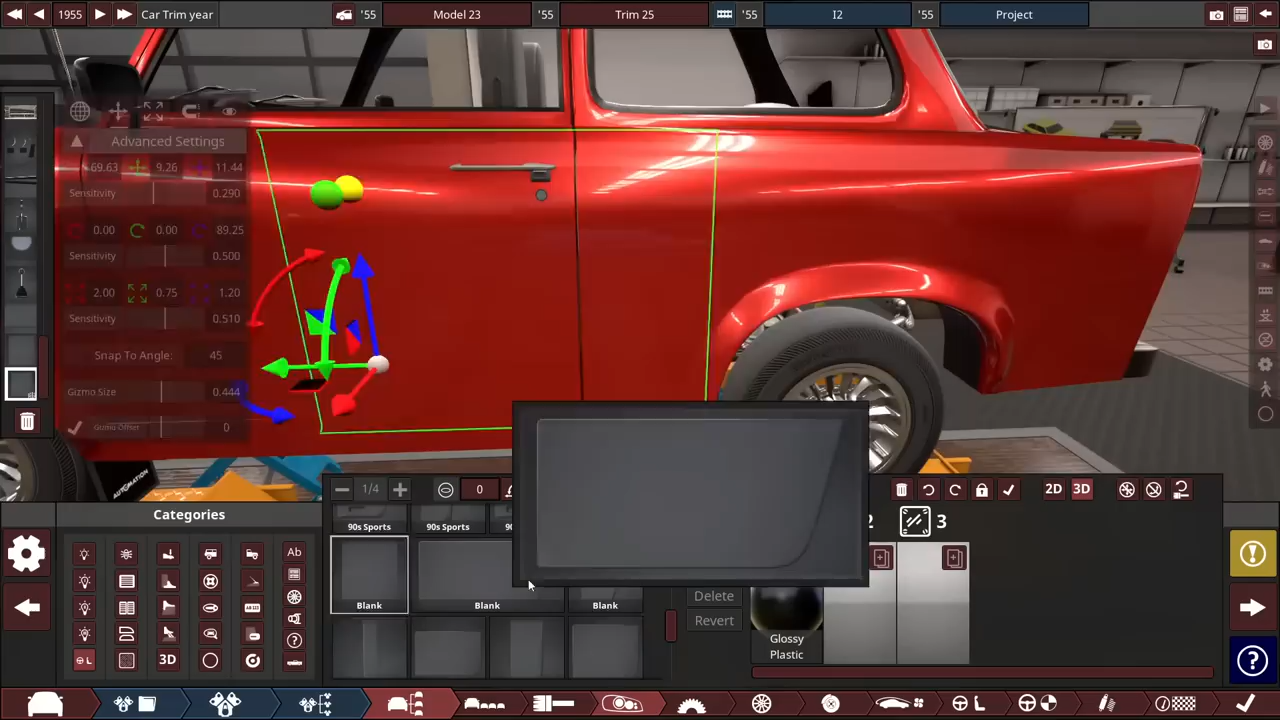 1955 Car Trim year '55 Model 23 '55 Trim 25 '55 I2 '55 Project
Advanced Settings
69.63 9.26 11.44
Sensitivity 0.290
0.00 0.00 89.25
Sensitivity 0.500
2.00 0.75 1.20
Sensitivity 0.510
Snap To Angle: 45
Gizmo Size 0.444
Gizmo Offset 0
AUTOMATION
Categories
1/4 0 2D 3D
90s Sports 90s Sports
3
Ab
Blank Blank Blank
Delete
Revert
3D
Glossy
Plastic
L
?